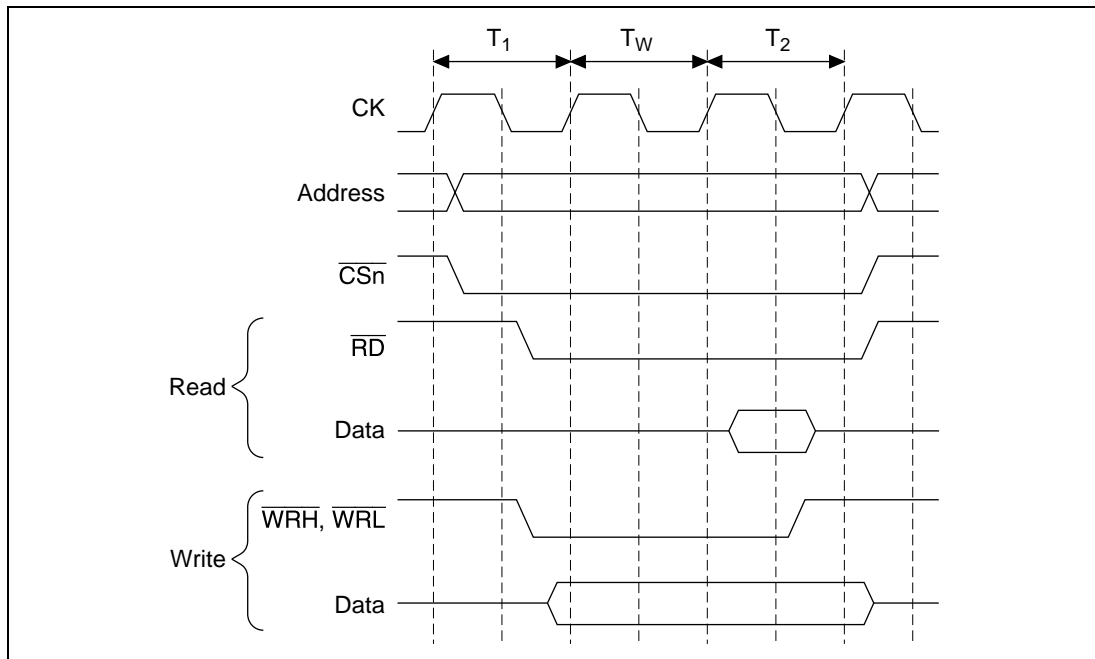 T1 TW T2
CK
Address
CSn
RD
Read
Data
WRH, WRL
Write
Data